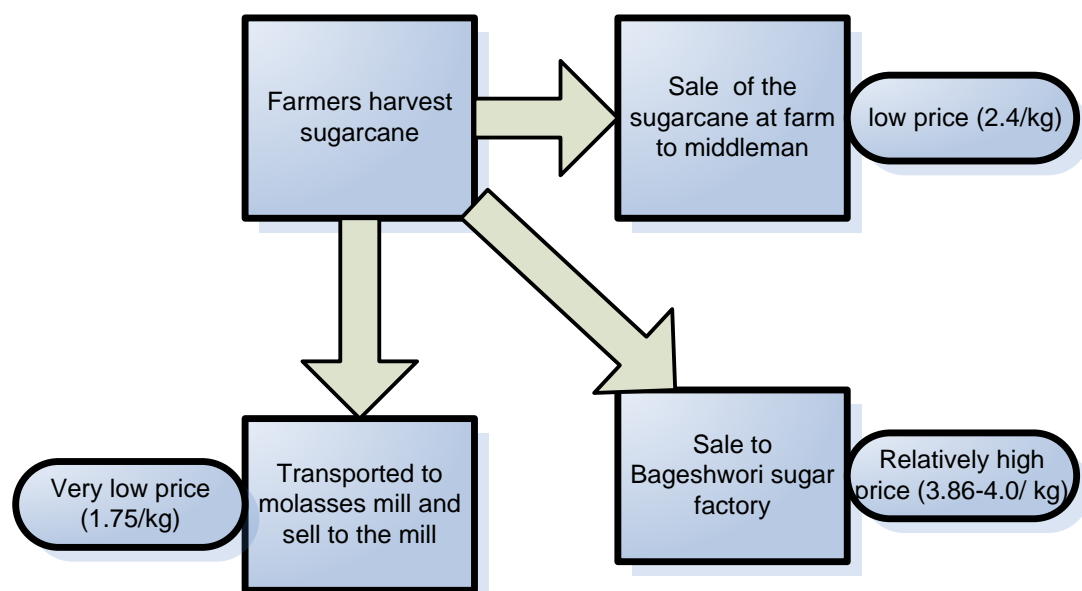 Farmers harvest
sugarcane
Sale of the
sugarcane at farm
to middleman
low price (2.4/kg)
Very low price
(1.75/kg)
Transported to
molasses mill and
sell to the mill
Sale to
Bageshwori sugar
factory
Relatively high
price (3.86-4.0/ kg)